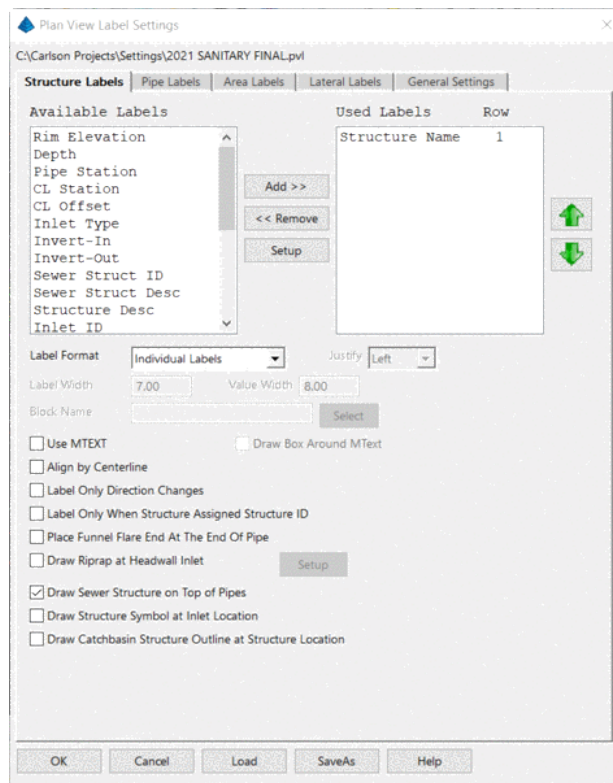 Plan View Label Settings
C:\Carlson Projects\Settings\2021 SANITARY FINAL.pvl
Structure Labels Pipe Labels Area Labels Lateral Labels General Settings
Available Labels Used Labels Row
Rim Elevation Structure Name 1
Depth
Pipe Station
CL Station Add >>
CL Offset
Inlet Type << Remove
Invert-In
Invert-Out Setup
Sewer Struct ID
Sewer Struct Desc
Structure Desc
Inlet ID
Label Format Individual Labels Justify Left
Label Width 7.00 Value Width 8.00
Block Name Select
Use MTEXT Draw Box Around MText
Align by Centerline
Label Only Direction Changes
Label Only When Structure Assigned Structure ID
Place Funnel Flare End At The End Of Pipe
Draw Riprap at Headwall Inlet Setup
Draw Sewer Structure on Top of Pipes
Draw Structure Symbol at Inlet Location
Draw Catchbasin Structure Outline at Structure Location
OK Cancel Load SaveAs Help